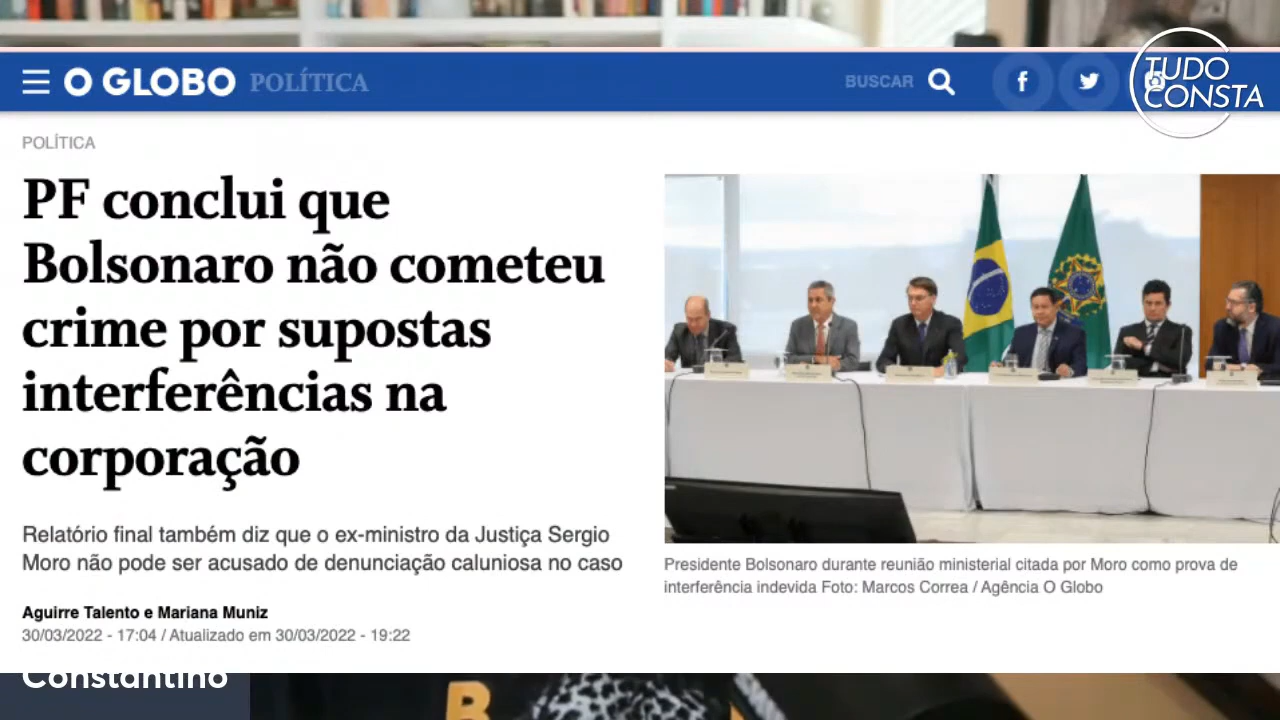 O GLOBO POLÍTICA
BUSCAR
TUDO
CONSTA
POLÍTICA
PF conclui que
Bolsonaro não cometeu
crime por supostas
interferências na
corporação
Relatório final também diz que o ex-ministro da Justiça Sergio
Moro não pode ser acusado de denunciação caluniosa no caso
Aguirre Talento e Mariana Muniz
30/03/2022 - 17:04 / Atualizado em 30/03/2022 - 19:22
Presidente Bolsonaro durante reunião ministerial citada por Moro como prova de
interferência indevida Foto: Marcos Correa / Agência O Globo
Constantino